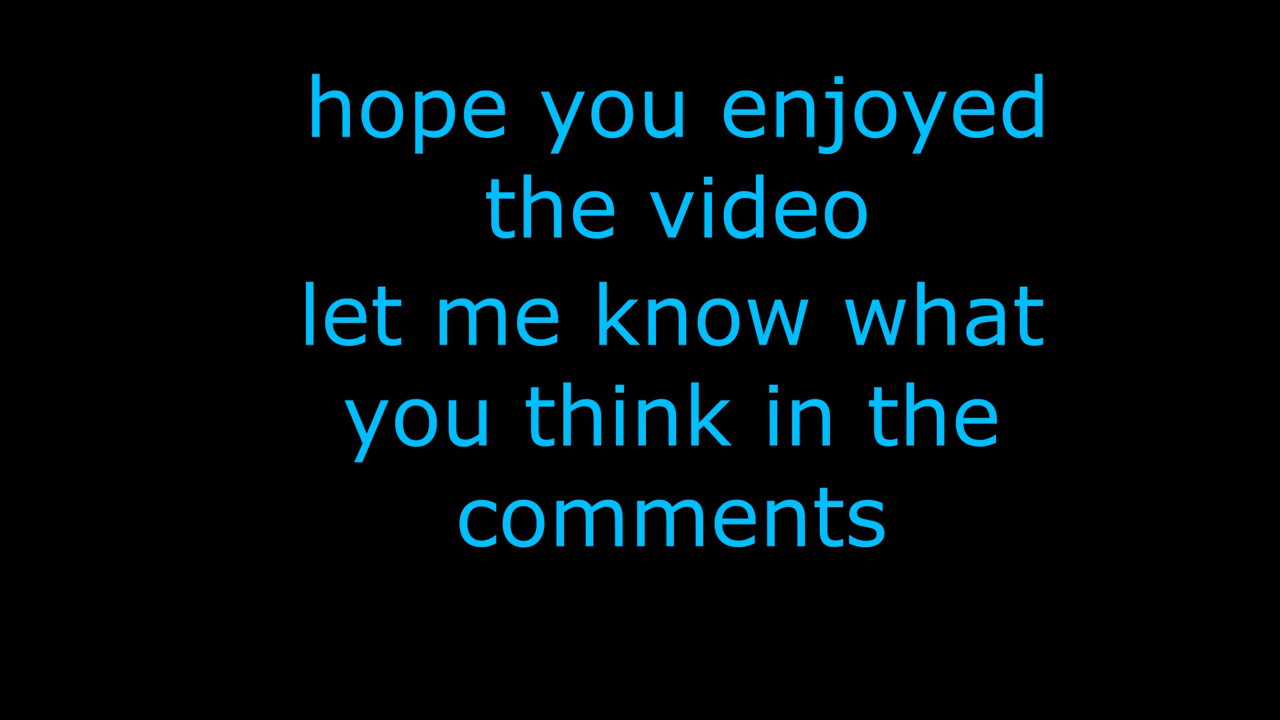 hope you enjoyed
the video
let me know what
you think in the
comments